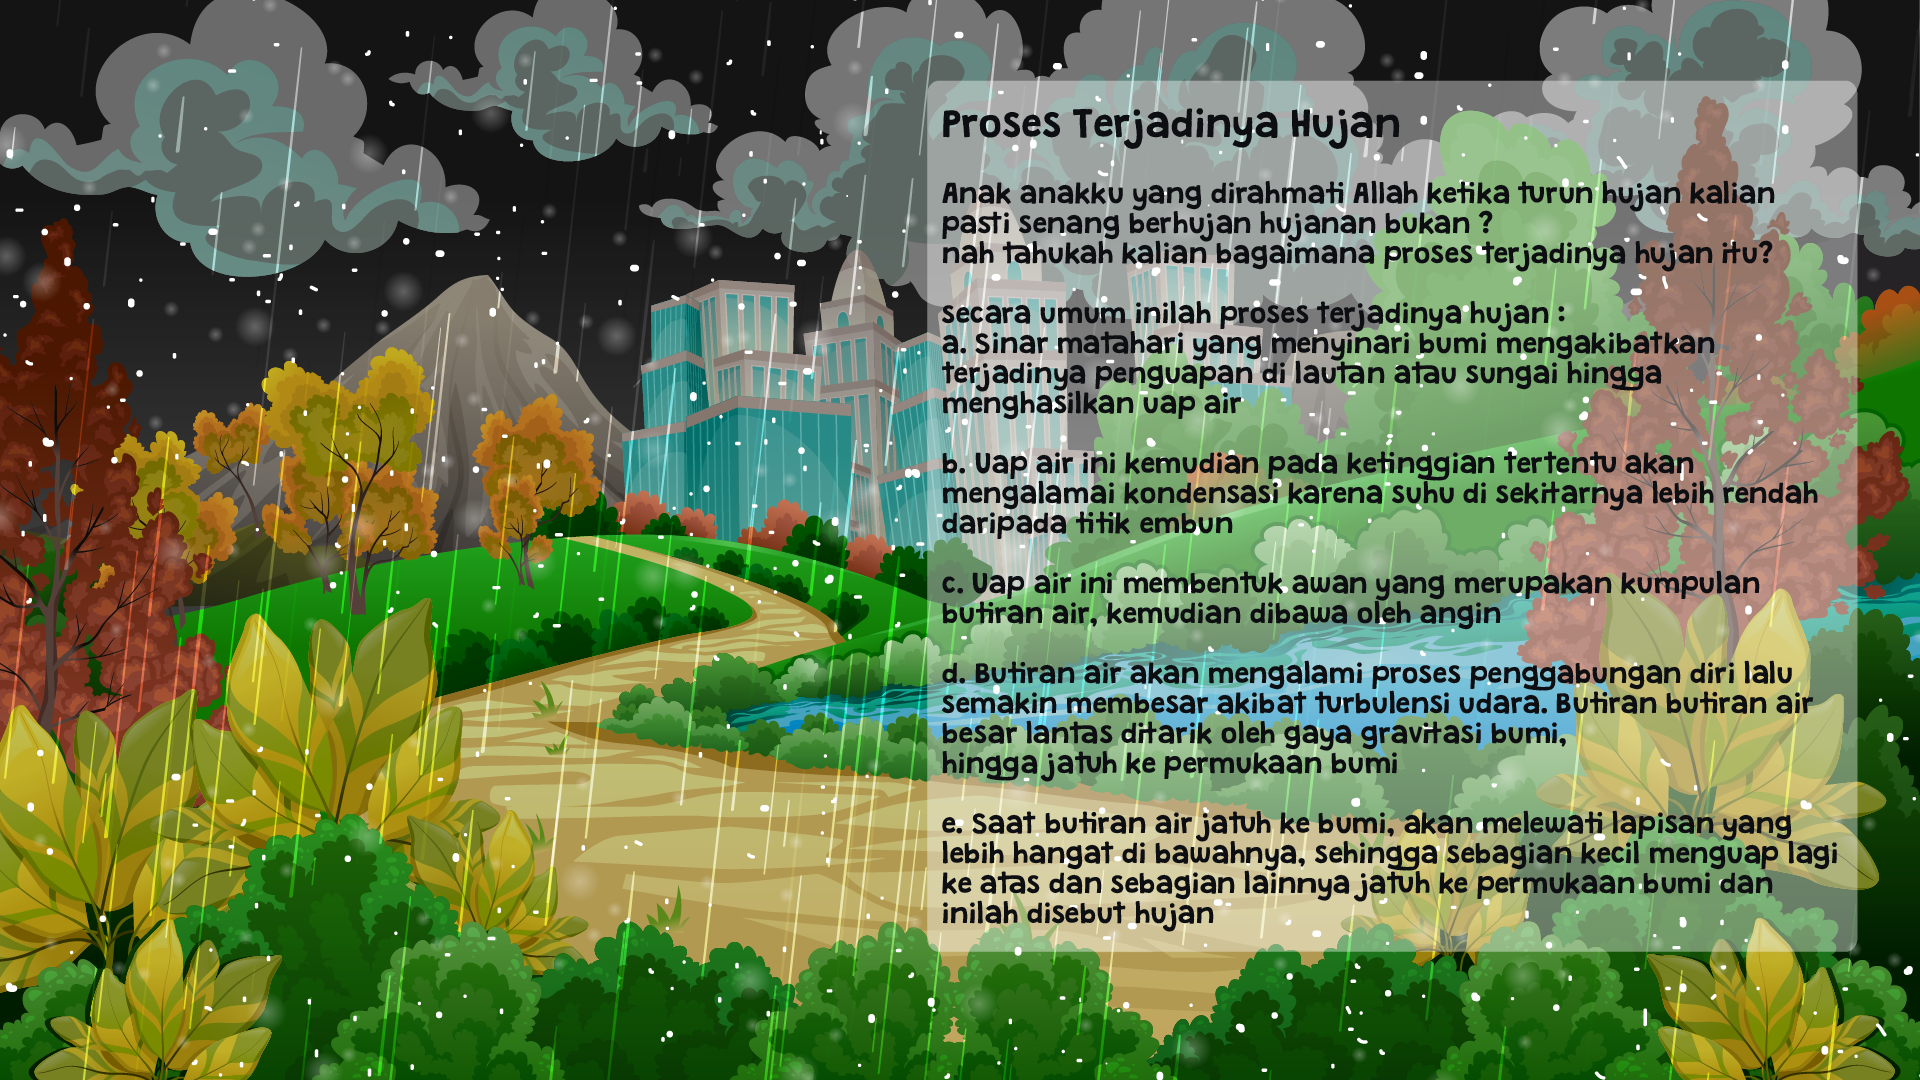 Proses Terjadinya Hujan
Anak anakku yang dirahmati Allah ketika turun hujan kalian
pasti senang berhujan hujanan bukan ?
nah tahukah kalian bagaimana proses terjadinya hujan itu?
secara umum inilah proses terjadinya hujan :
a. Sinar matahari yang menyinari bumi mengakibatkan
terjadinya penguapan di lautan atau sungai hingga
menghasilkan uap air
b. Uap air ini kemudian pada ketinggian tertentu akan
mengalamai kondensasi karena suhu di sekitarnya lebih rendah
daripada titik embun
c. Uap air ini membentuk awan yang merupakan kumpulan
butiran air, kemudian dibawa oleh angin
d. Butiran air akan mengalami proses penggabungan diri lalu
semakin membesar akibat turbulensi udara. Butiran butiran air
besar lantas ditarik oleh gaya gravitasi bumi,
hingga jatuh ke permukaan bumi
e. Saat butiran air jatuh ke bumi, akan melewati lapisan yang
lebih hangat di bawahnya, sehingga sebagian kecil menguap lagi
ke atas dan sebagian lainnya jatuh ke permukaan bumi dan
inilah disebut hujan